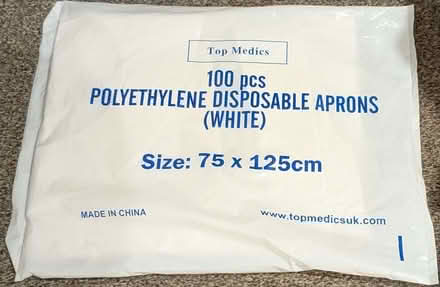 Top Medics
100 pcs
POLYETHYLENE DISPOSABLE APRONS
(WHITE)
Size: 75 x 125cm
MADE IN CHINA
www.topmedicsuk.com